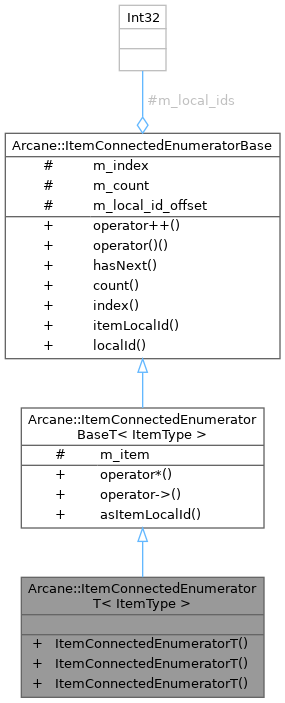 Int32
#m_local_ids
Arcane::ItemConnectedEnumeratorBase
# m_index
# m_count
# m_local_id_offset
+ operator++()
+ operator()()
+ hasNext()
+ count()
+ index()
+ itemLocalId()
+ localId()
Arcane::ItemConnectedEnumerator
BaseT< ItemType >
# m_item
+ operator*()
+ operator->()
+ asItemLocalId()
Arcane::ItemConnectedEnumerator
T< ItemType >
+ ItemConnectedEnumeratorT()
+ ItemConnectedEnumeratorT()
+ ItemConnectedEnumeratorT()